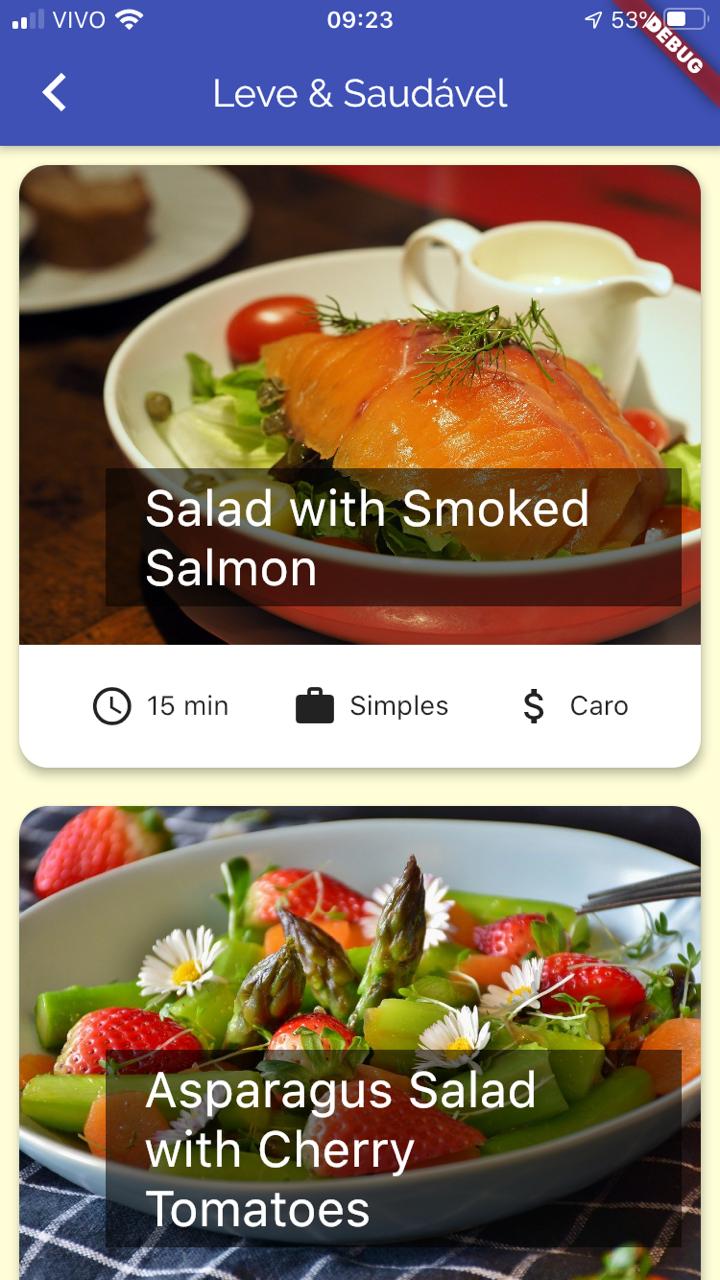 VIVO 09:23 53%
DEBUG
Leve & Saudável
Salad with Smoked
Salmon
15 min Simples $ Caro
Asparagus Salad
with Cherry
Tomatoes